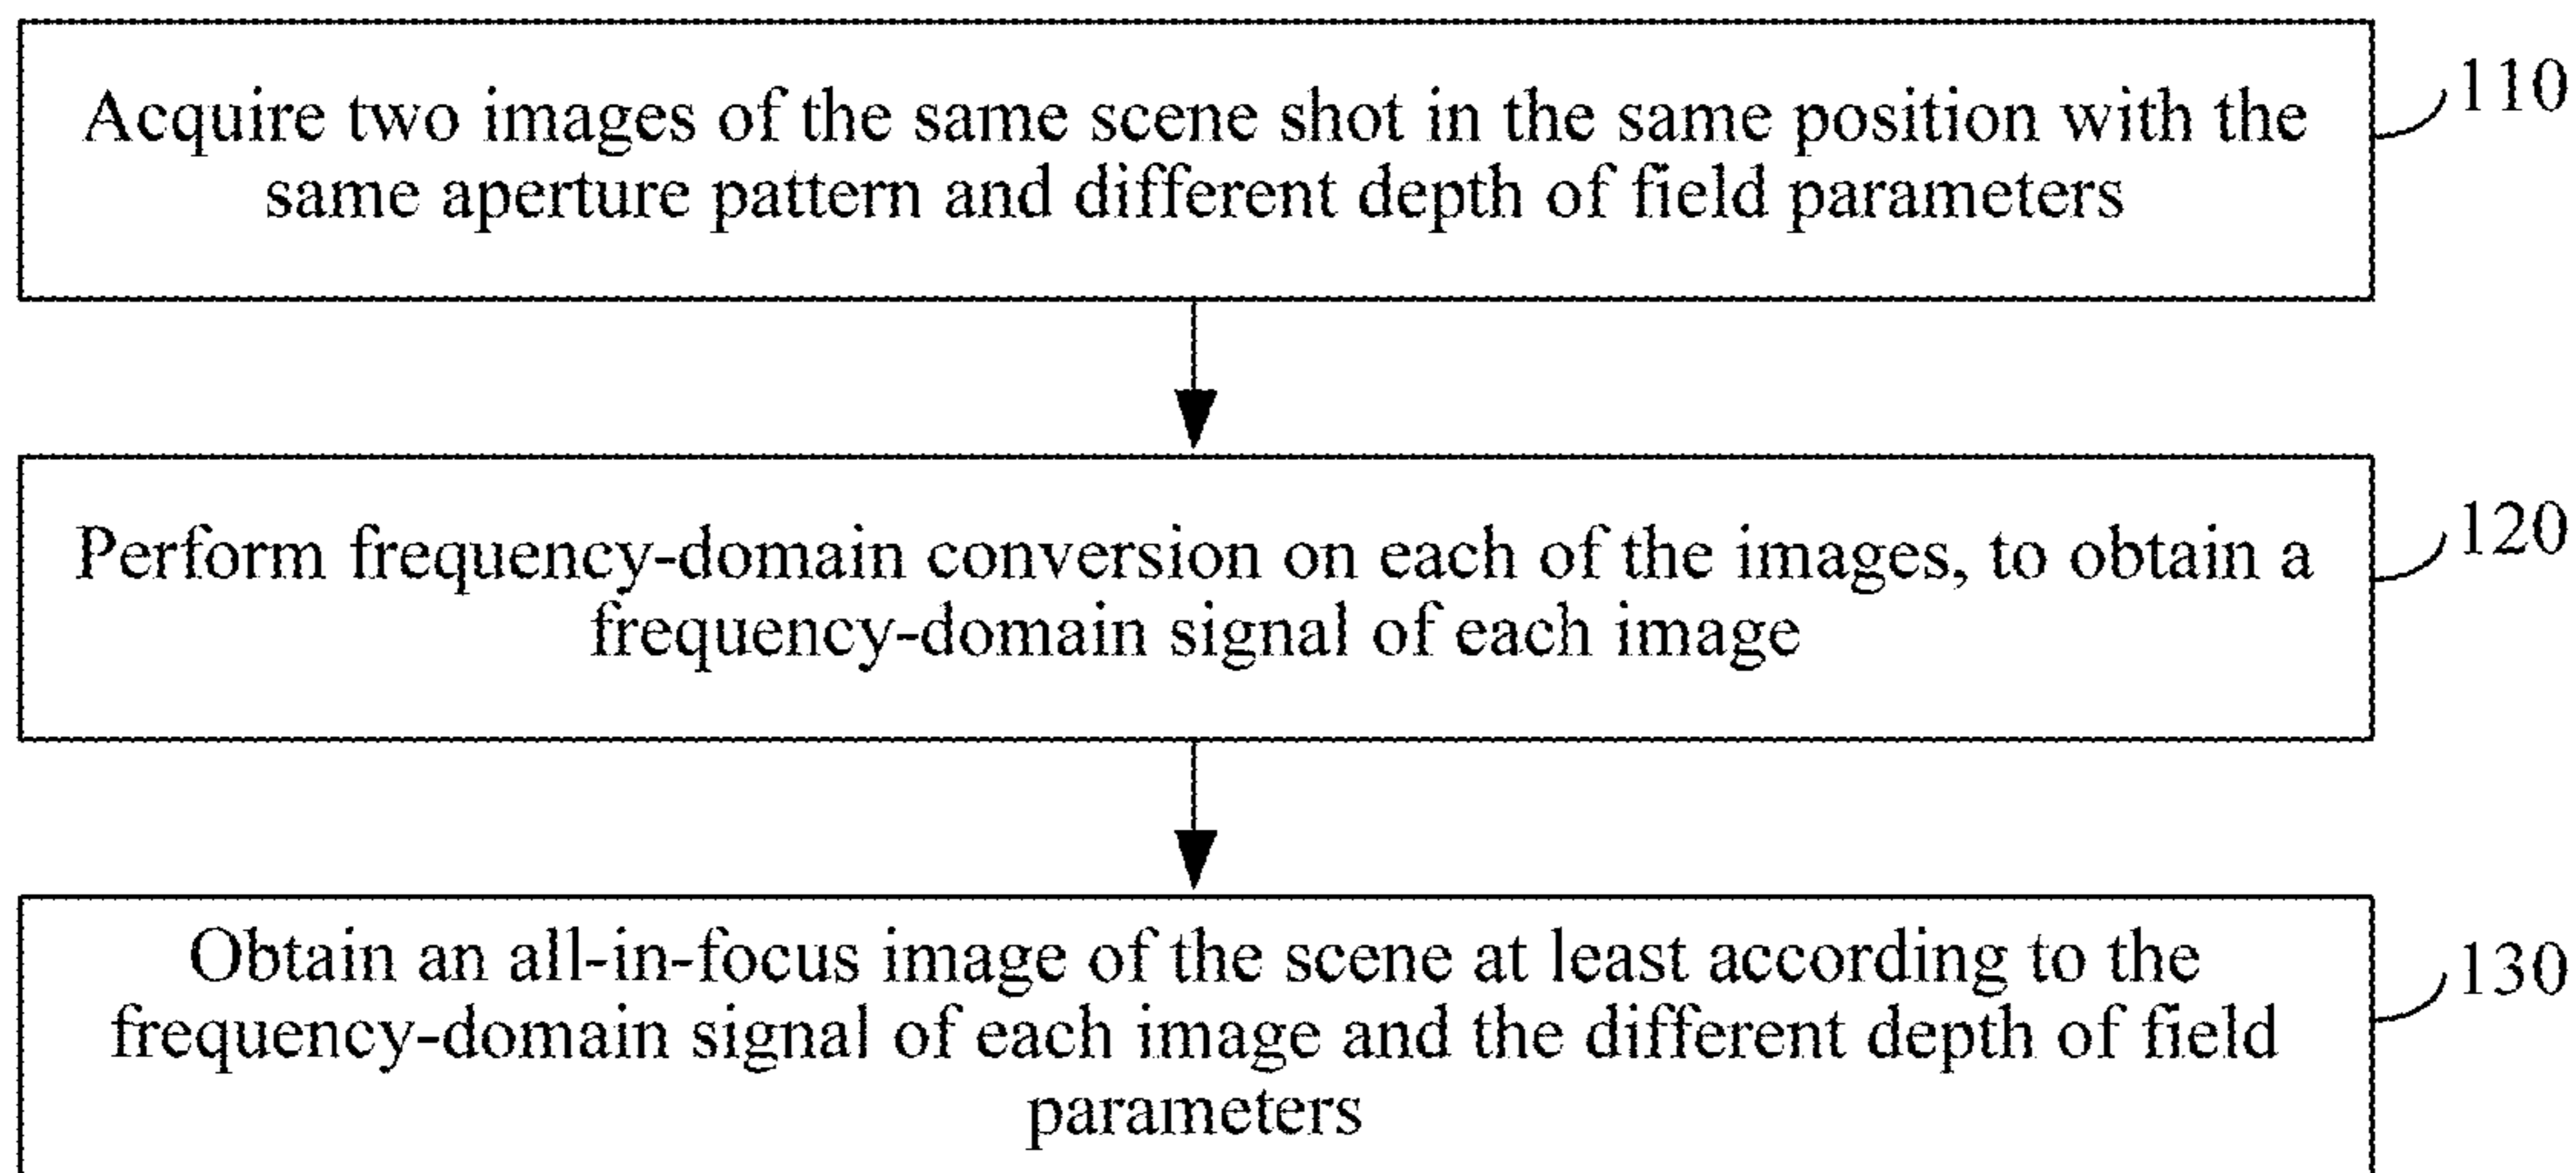 Acquire two images of the same scene shot in the same position with the
same aperture pattern and different depth of field parameters
110
Perform frequency-domain conversion on each of the images, to obtain a
frequency-domain signal of each image
120
Obtain an all-in-focus image of the scene at least according to the
frequency-domain signal of each image and the different depth of field
parameters
130